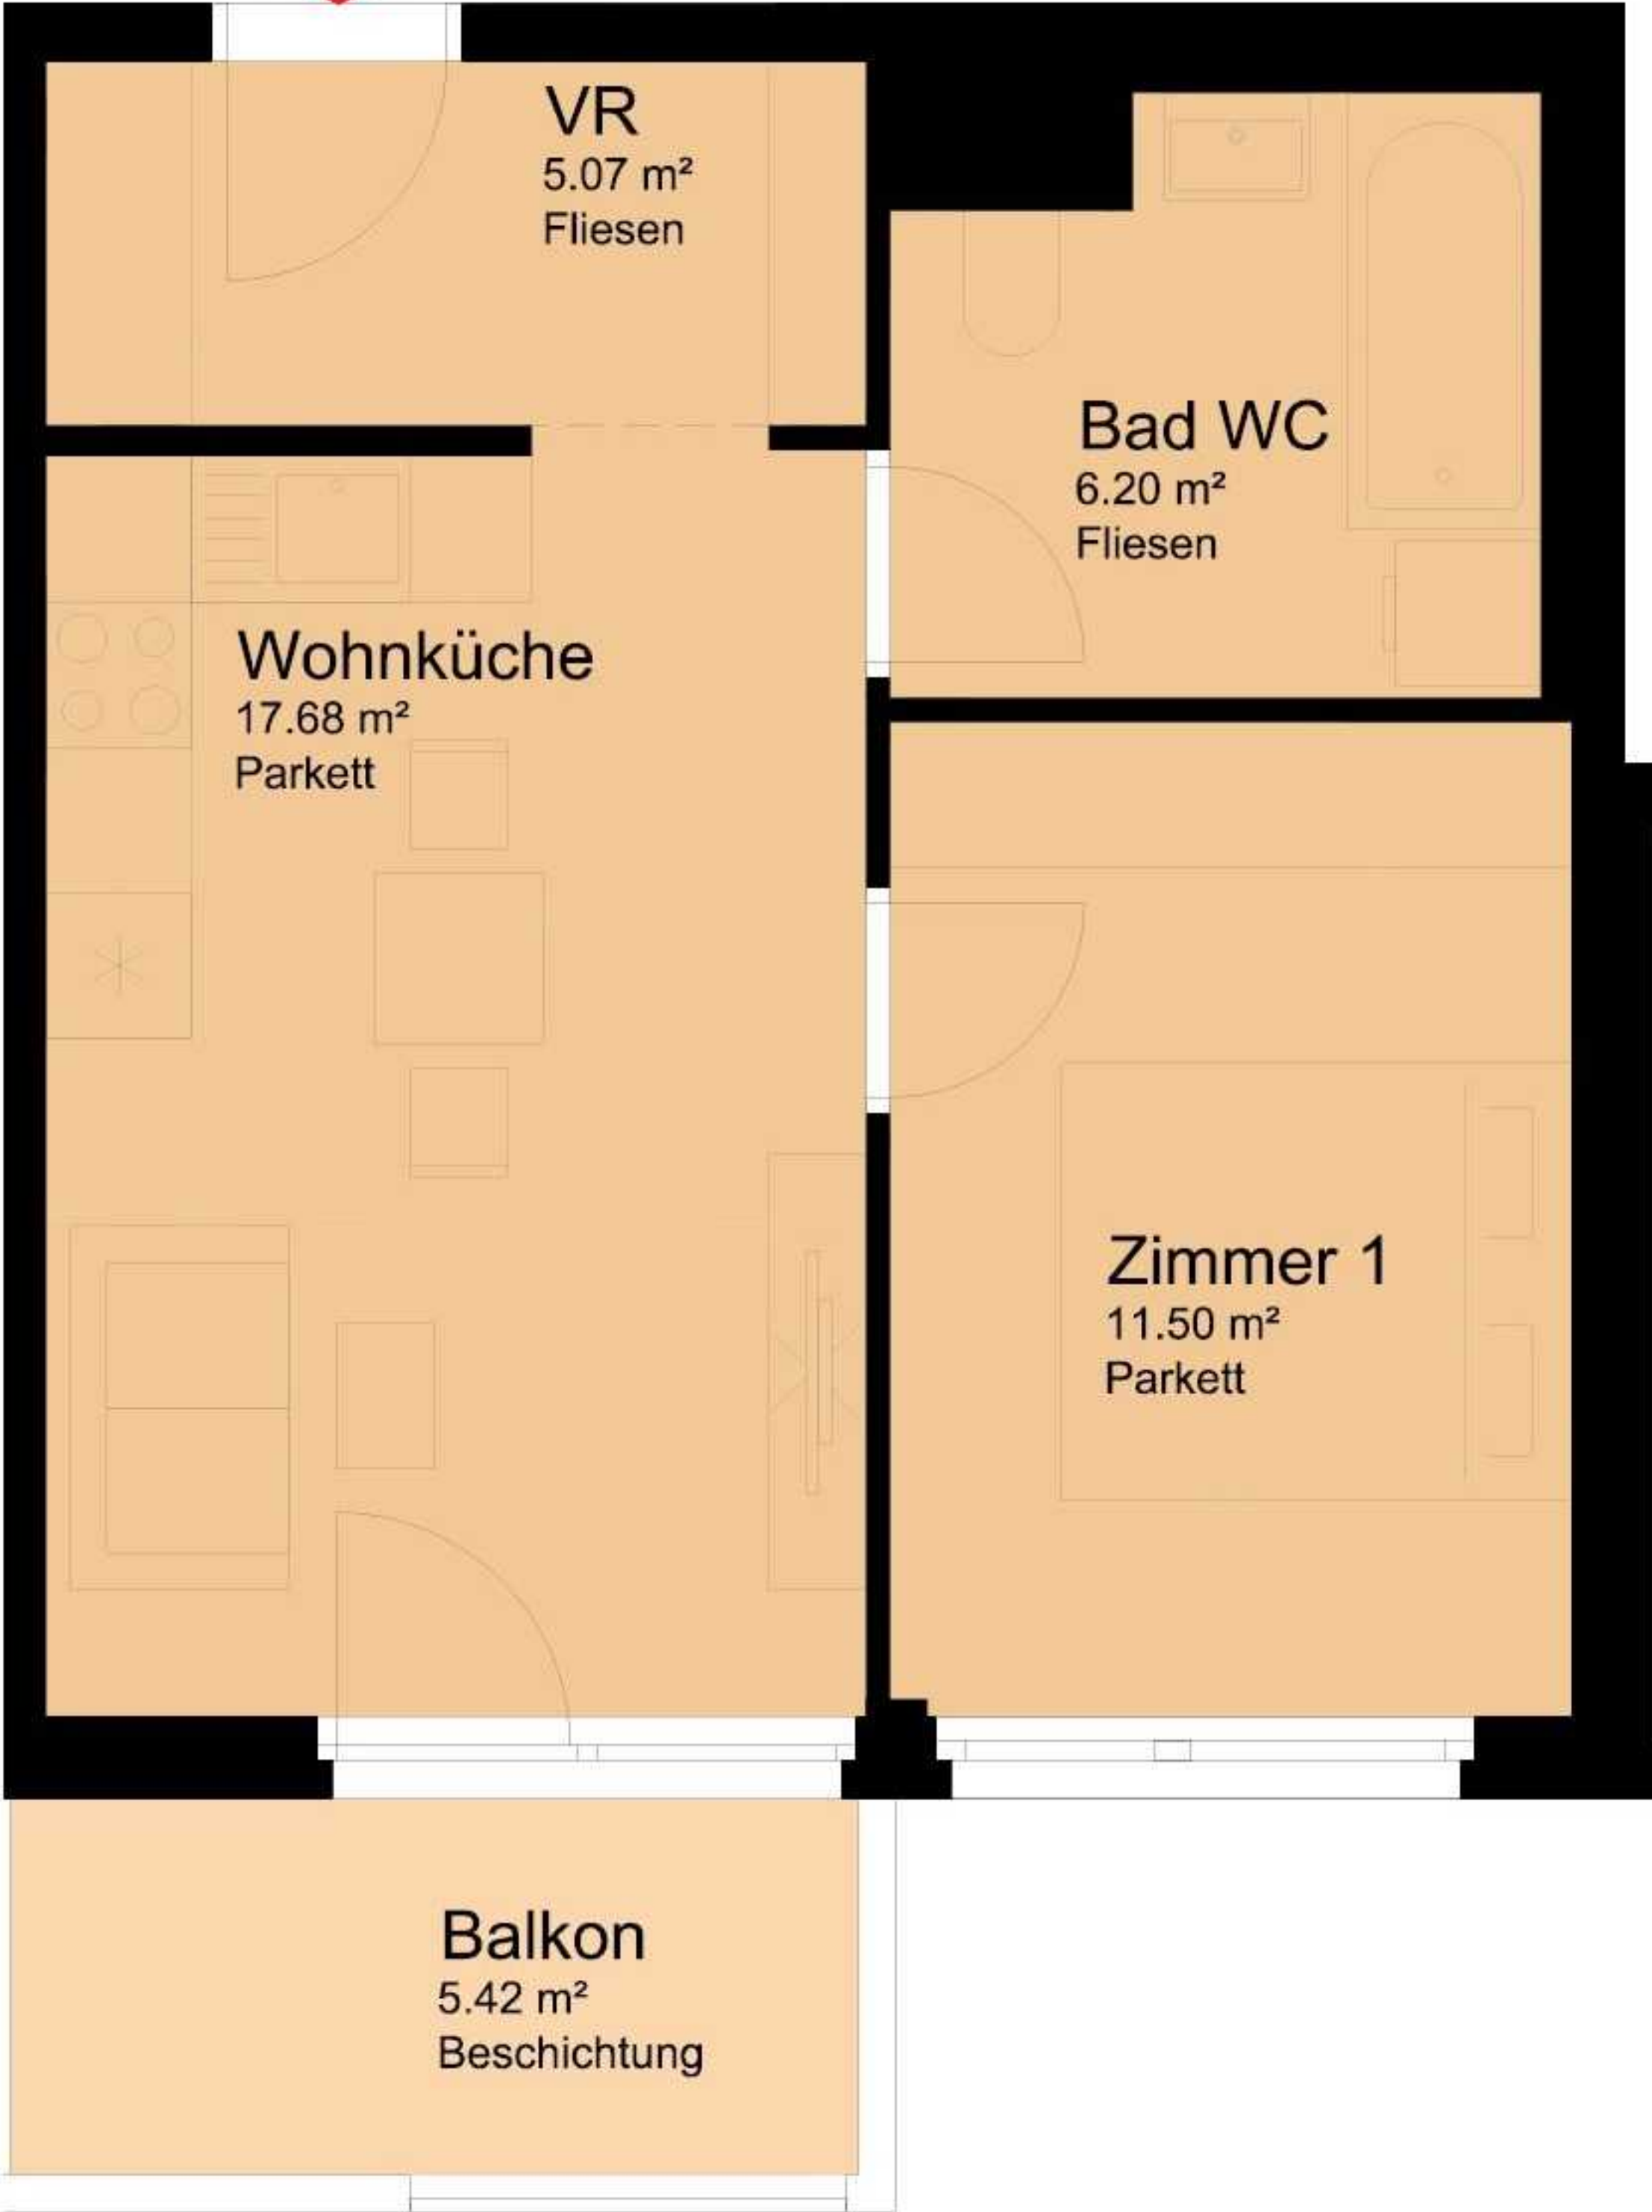 VR
5.07 m²
Fliesen
Bad WC
6.20 m²
Fliesen
Wohnküche
17.68 m²
Parkett
Zimmer 1
11.50 m²
Parkett
Balkon
5.42 m²
Beschichtung